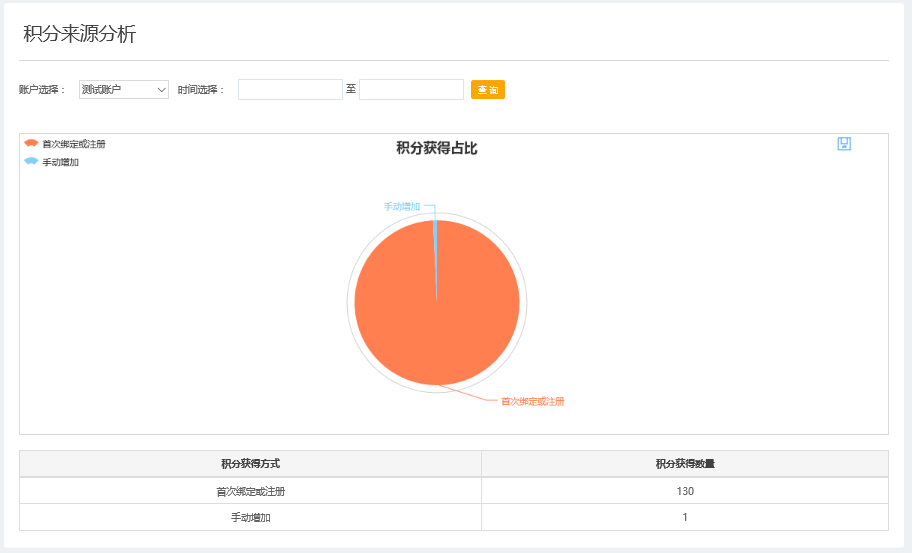 积分来源分析
账户选择： 测试账户 时间选择： 至 查 询
首次绑定或注册
手动增加
积分获得占比
手动增加
首次绑定或注册
积分获得方式 积分获得数量
首次绑定或注册 130
手动增加 1